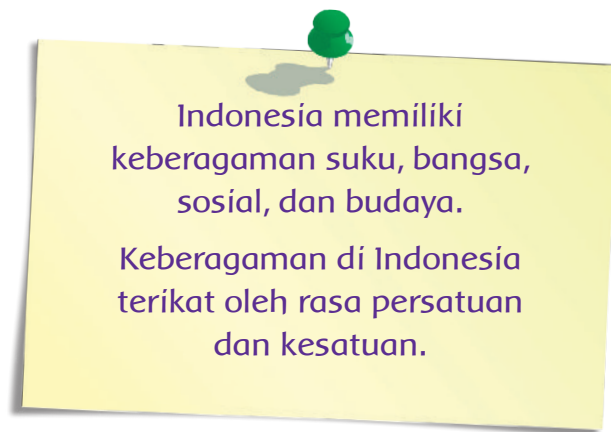 Indonesia memiliki
keberagaman suku, bangsa,
sosial, dan budaya.
Keberagaman di Indonesia
terikat oleh rasa persatuan
dan kesatuan.